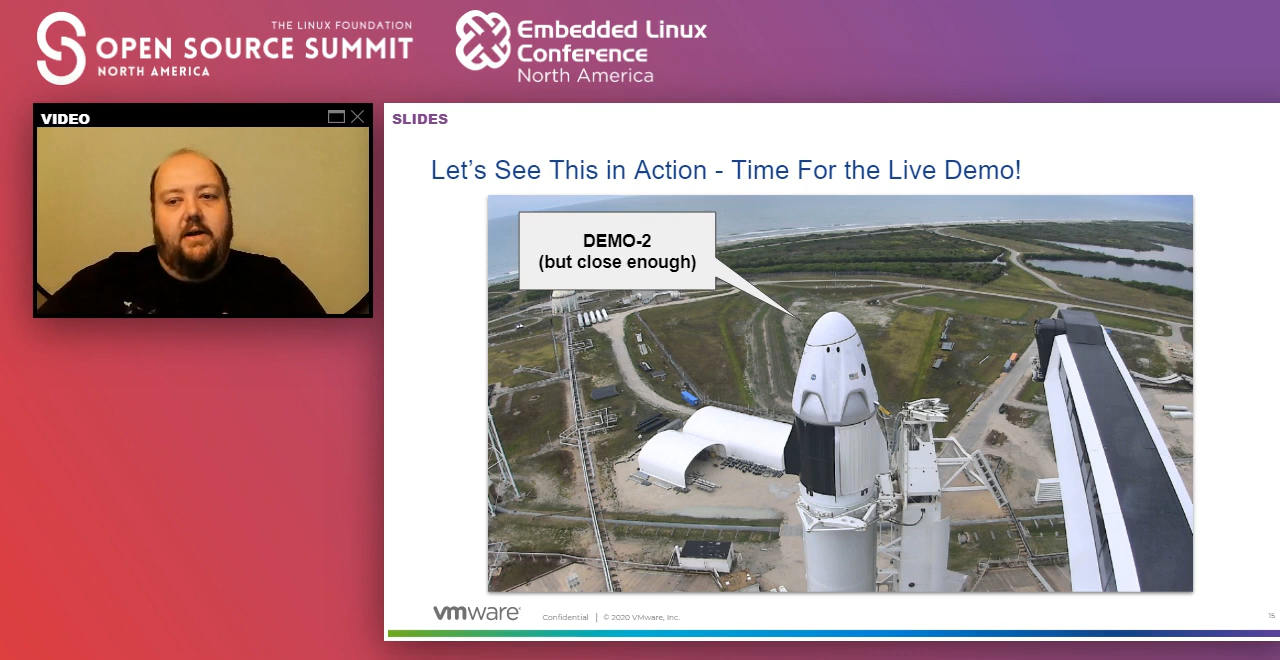 THE LINUX FOUNDATION
OPEN SOURCE SUMMIT
NORTH AMERICA
Embedded Linux
Conference
North America
VIDEO
SLIDES
Let’s See This in Action - Time For the Live Demo!
DEMO-2
(but close enough)
vmware
Confidential | © 2020 VMware, Inc.
15